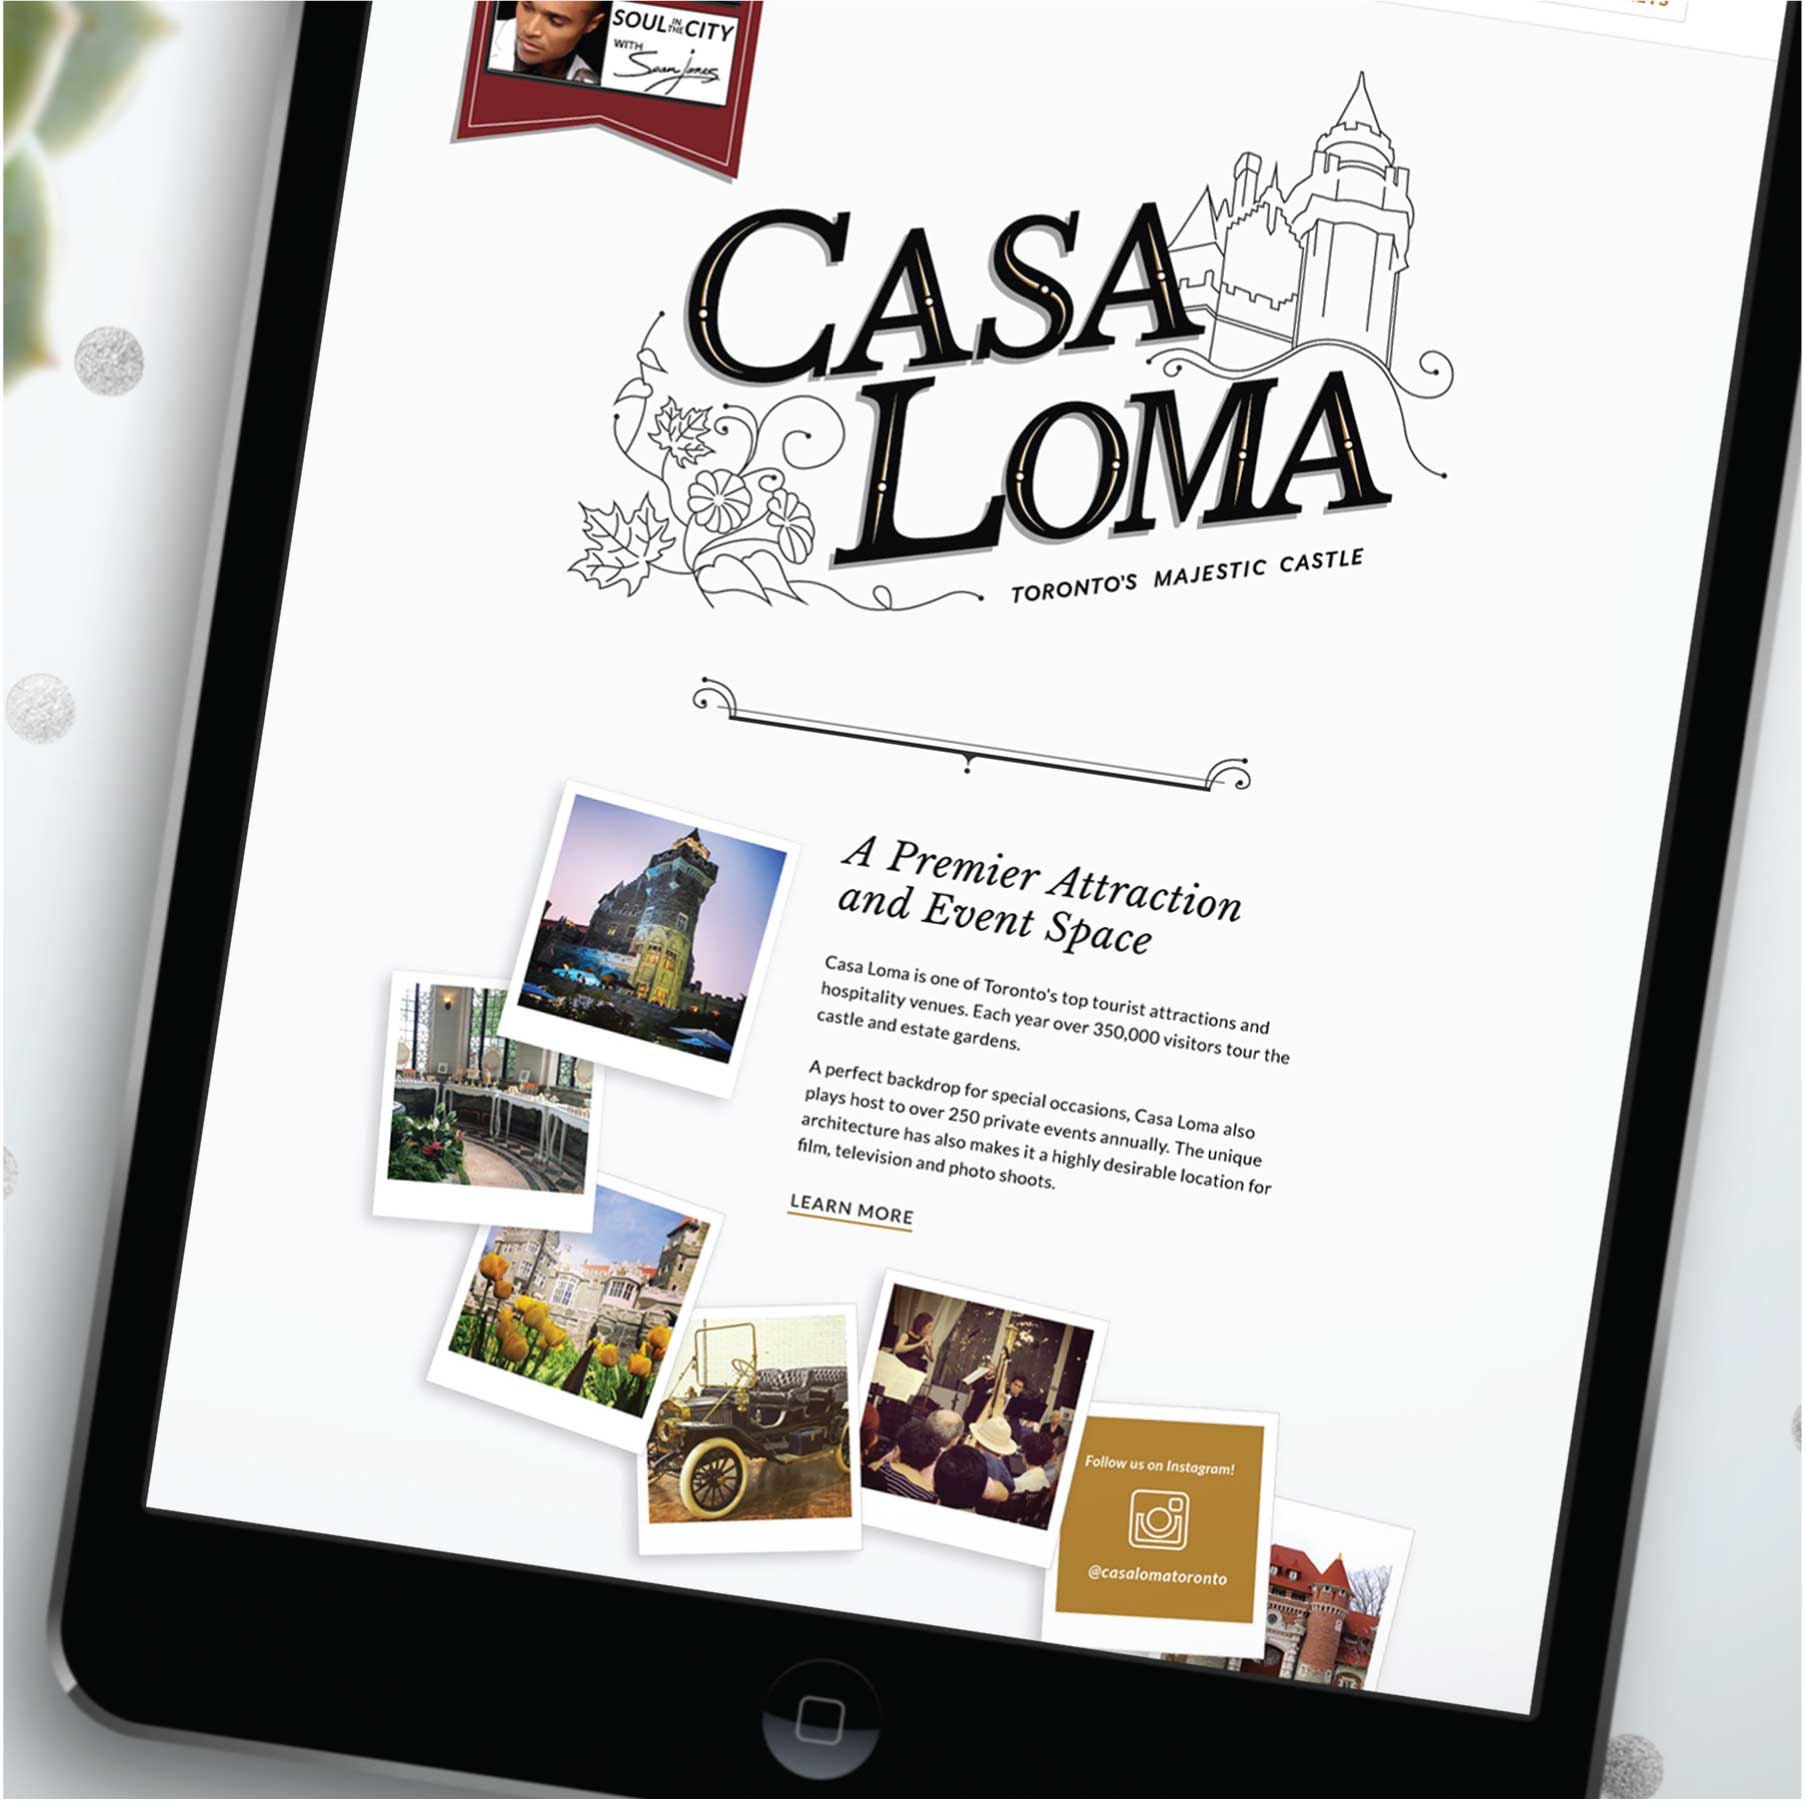 SOUL IN THE CITY
WITH
Sean Jones
CASA
LOMA
TORONTO'S MAJESTIC CASTLE
A Premier Attraction
and Event Space
Casa Loma is one of Toronto's top tourist attractions and
hospitality venues. Each year over 350,000 visitors tour the
castle and estate gardens.
A perfect backdrop for special occasions, Casa Loma also
plays host to over 250 private events annually. The unique
architecture has also makes it a highly desirable location for
film, television and photo shoots.
LEARN MORE
Follow us on Instagram!
@casalomatoronto